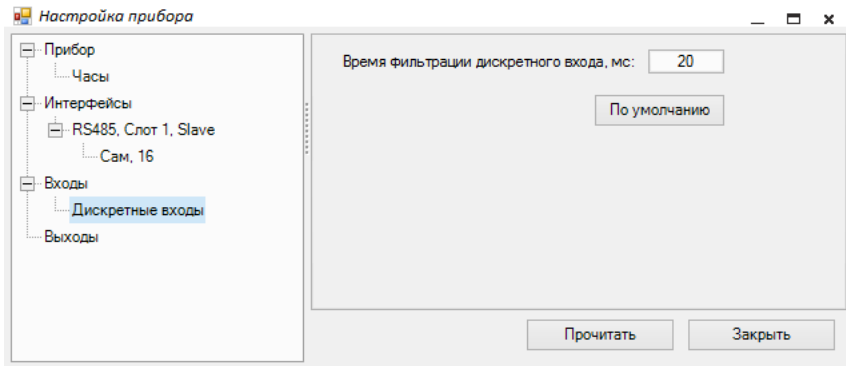 Настройка прибора
Прибор
Часы
Интерфейсы
RS485, Слот 1, Slave
Сам, 16
Входы
Дискретные входы
Выходы
Время фильтрации дискретного входа, мс: 20
По умолчанию
Прочитать Закрыть